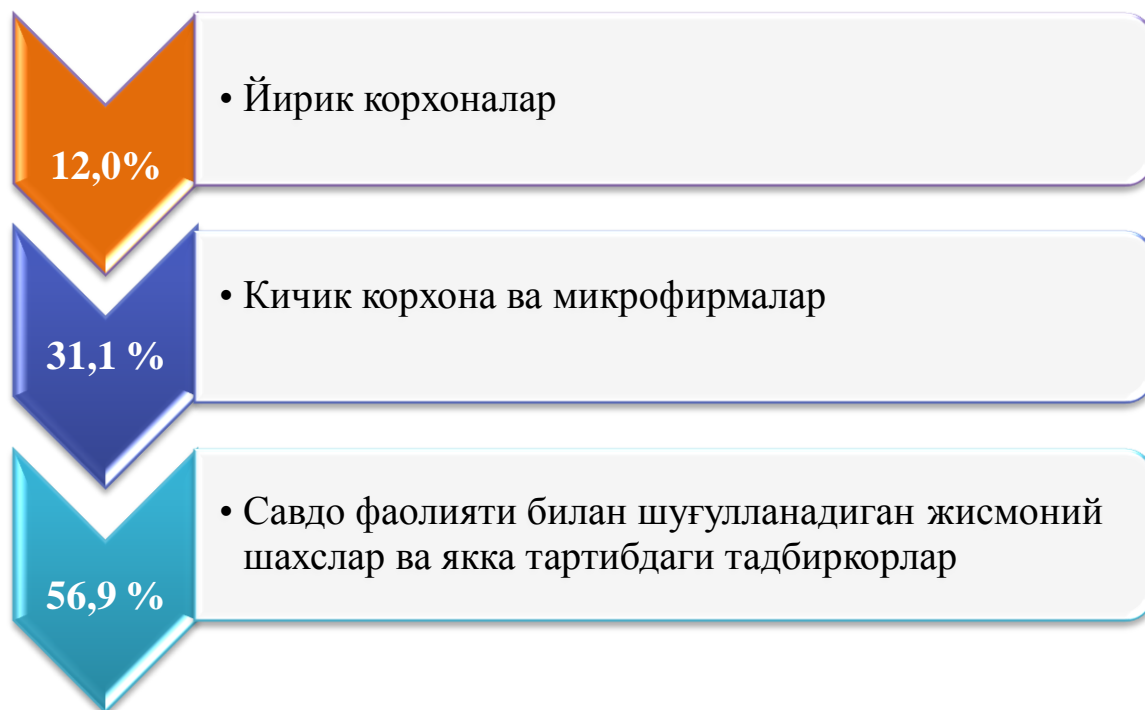 • Йирик корхоналар
12,0%
• Кичик корхона ва микрофирмалар
31,1 %
• Савдо фаолияти билан шуғулланадиган жисмоний
шахслар ва якка тартибдаги тадбиркорлар
56,9 %